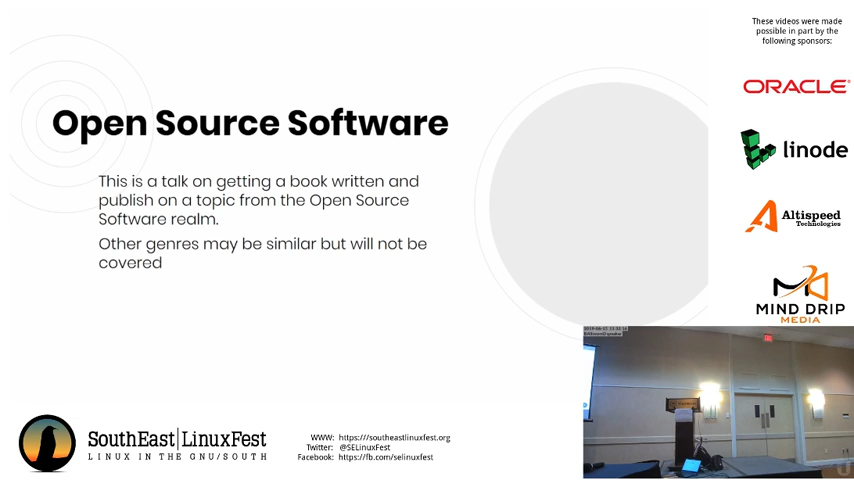 Open Source Software
This is a talk on getting a book written and
publish on a topic from the Open Source
Software realm.
Other genres may be similar but will not be
covered
These videos were made
possible in part by the
following sponsors:
ORACLE
linode
Altispeed
Technologies
MIND DRIP
MEDIA
SouthEast|LinuxFest
LINUX IN THE GNU/SOUTH
WWW: https:///southeastlinuxfest.org
Twitter: @SELinuxFest
Facebook: https://fb.com/selinuxfest